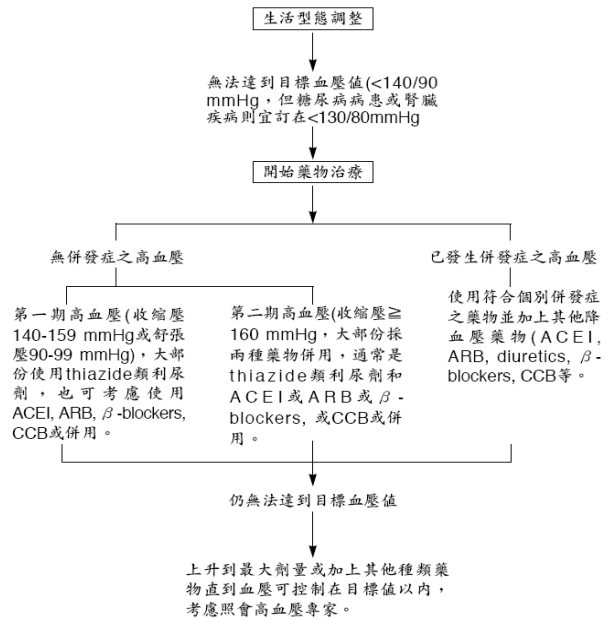 生活型態調整
無法達到目標血壓值(<140/90
mmHg，但糖尿病病患或腎臟
疾病則宜訂在<130/80mmHg
開始藥物治療
無併發症之高血壓
已發生併發症之高血壓
第一期高血壓(收縮壓
140-159 mmHg或舒張
壓90-99 mmHg)，大部
份使用thiazide類利尿
劑，也可考慮使用
ACEI, ARB, β-blockers,
CCB或併用。
第二期高血壓(收縮壓≧
160 mmHg，大部份採
兩種藥物併用，通常是
thiazide類利尿劑和
ACEI或ARB或β-
blockers, 或CCB或併
用。
使用符合個別併發症
之藥物並加上其他降
血壓藥物(ACEI,
ARB, diuretics, β-
blockers, CCB等。
仍無法達到目標血壓值
上升到最大劑量或加上其他種類藥
物直到血壓可控制在目標值以內，
考慮照會高血壓專家。